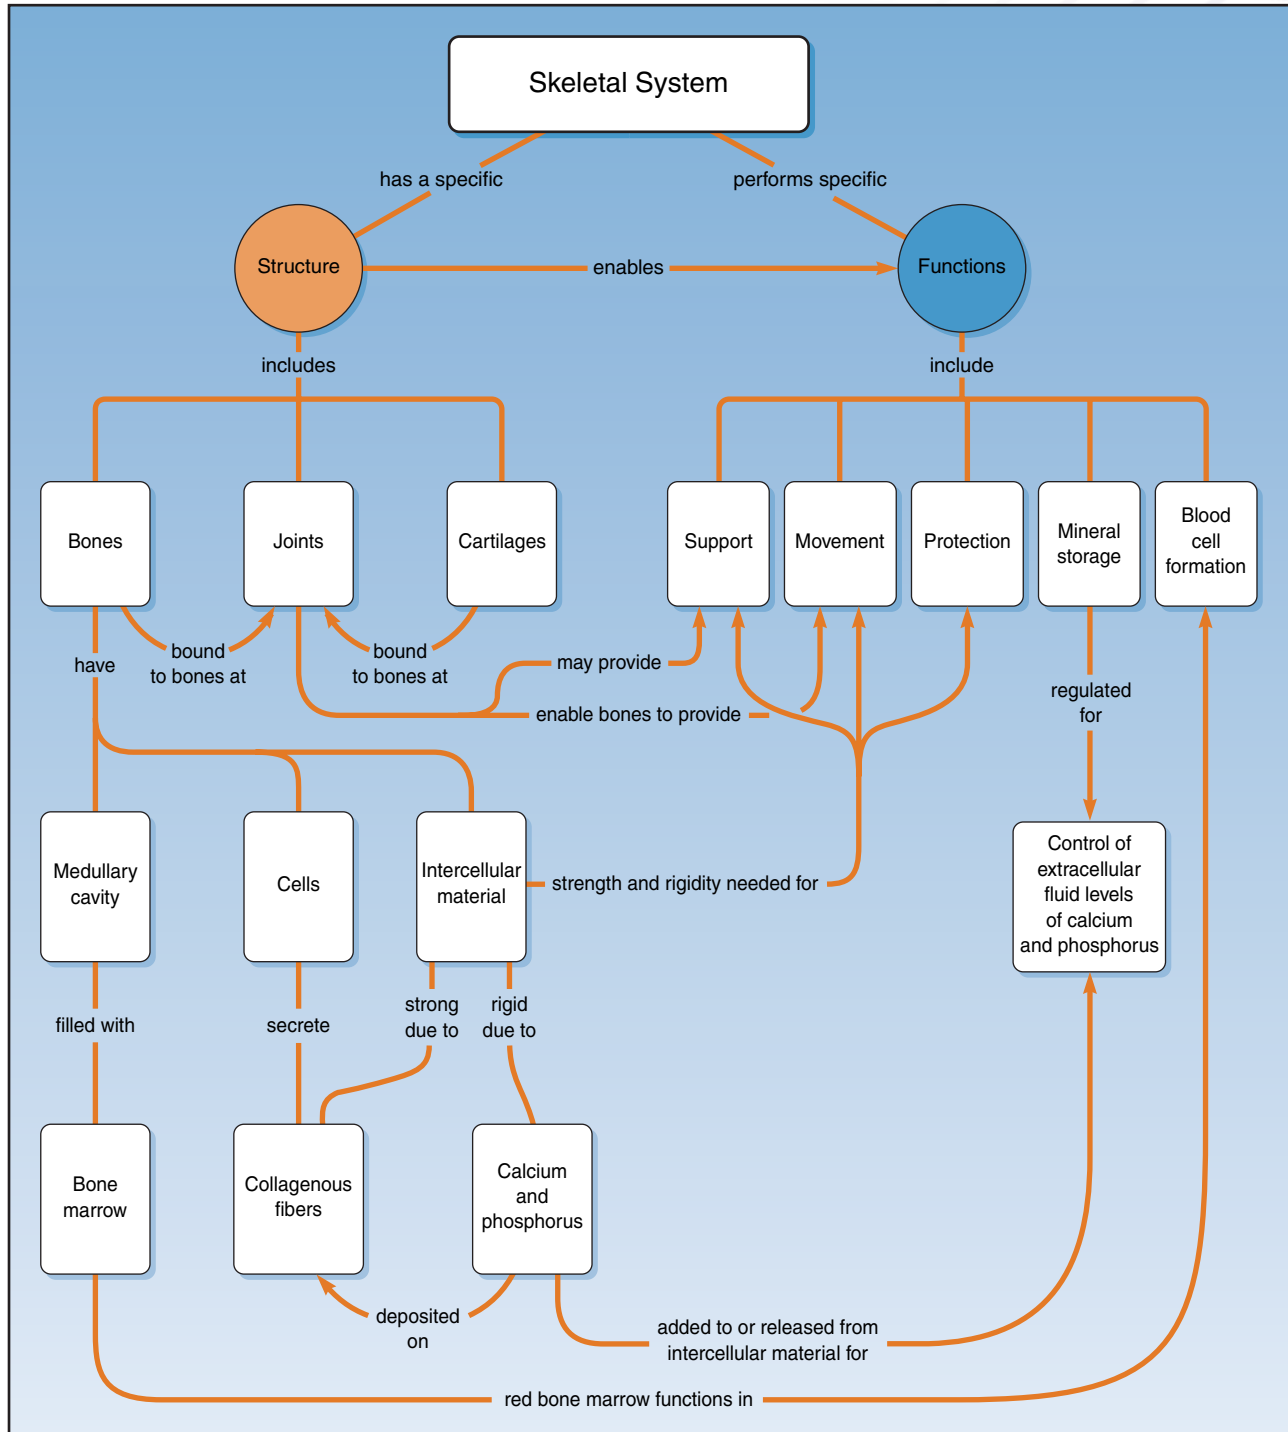 Skeletal System
has a specific
performs specific
Structure
enables
Functions
includes
include
Bones
Joints
Cartilages
Support
Movement
Protection
Mineral
storage
Blood
cell
formation
have
bound
to bones at
bound
to bones at
may provide
enable bones to provide
regulated
for
Medullary
cavity
Cells
Intercellular
material
strength and rigidity needed for
Control of
extracellular
fluid levels
of calcium
and phosphorus
filled with
secrete
strong
due to
rigid
due to
Bone
marrow
Collagenous
fibers
Calcium
and
phosphorus
deposited
on
added to or released from
intercellular material for
red bone marrow functions in